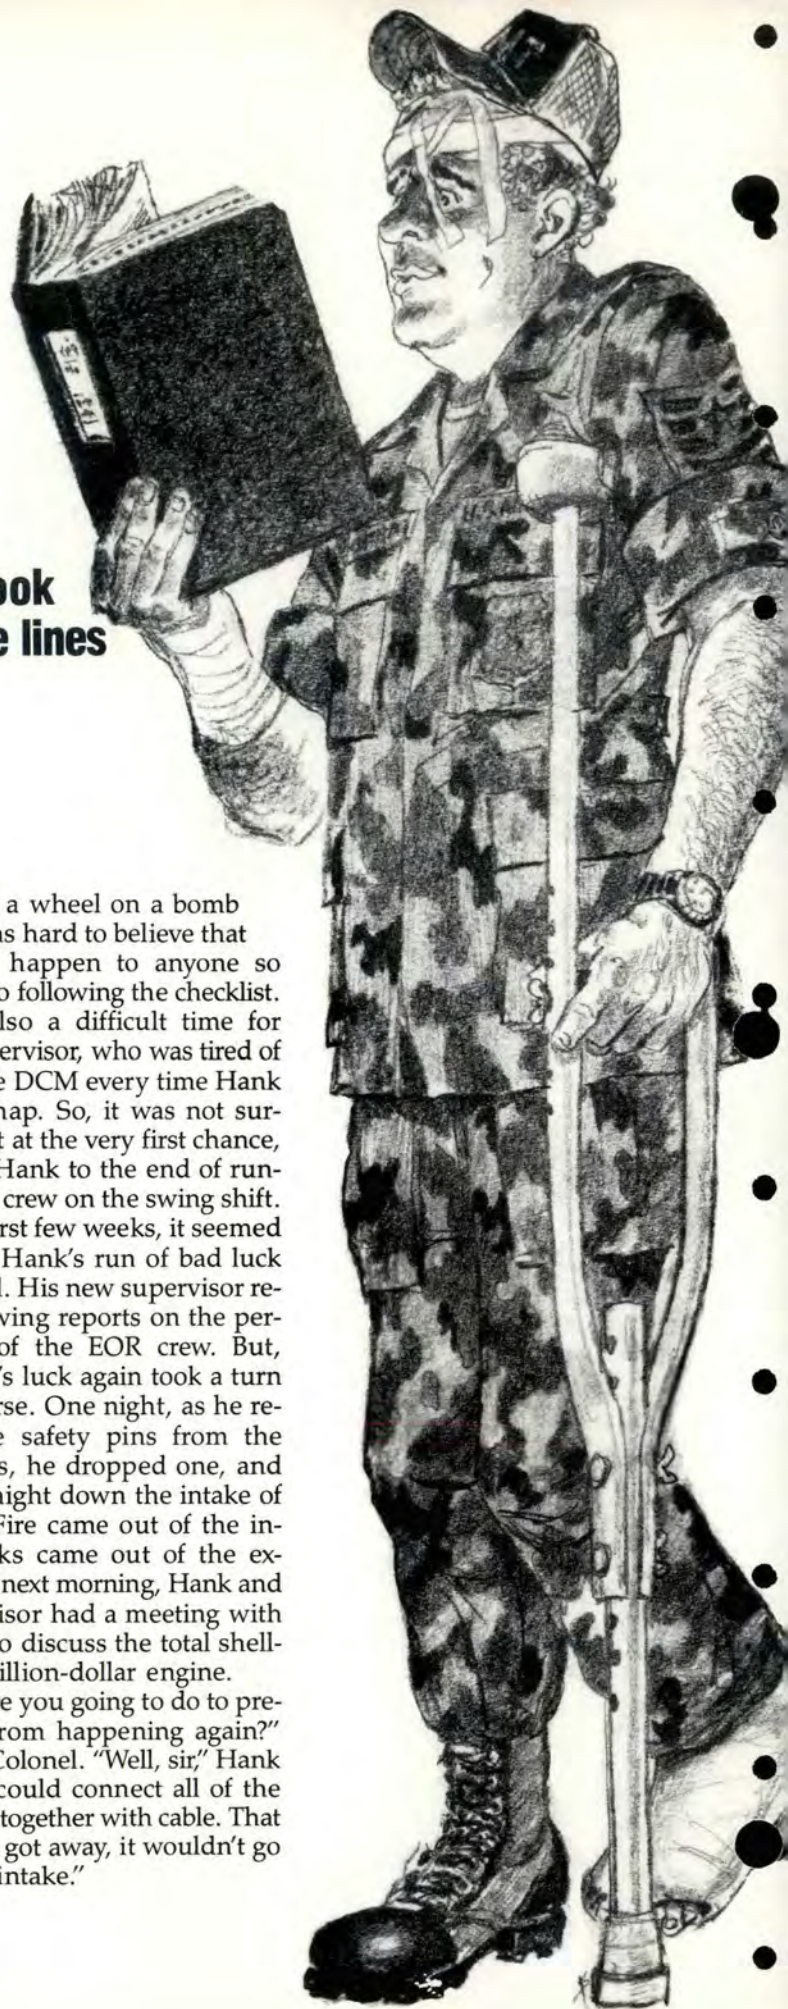 ook
e lines
a wheel on a bomb
as hard to believe that
happen to anyone so
o following the checklist.
lso a difficult time for
ervisor, who was tired of
e DCM every time Hank
hap. So, it was not sur-
t at the very first chance,
Hank to the end of run-
crew on the swing shift.
rst few weeks, it seemed
Hank's run of bad luck
l. His new supervisor re-
wing reports on the per-
of the EOR crew. But,
's luck again took a turn
rse. One night, as he re-
e safety pins from the
s, he dropped one, and
aight down the intake of
Fire came out of the in-
ks came out of the ex-
next morning, Hank and
isor had a meeting with
o discuss the total shell-
illion-dollar engine.
re you going to do to pre-
rom happening again?"
Colonel. "Well, sir," Hank
could connect all of the
together with cable. That
got away, it wouldn't go
intake."